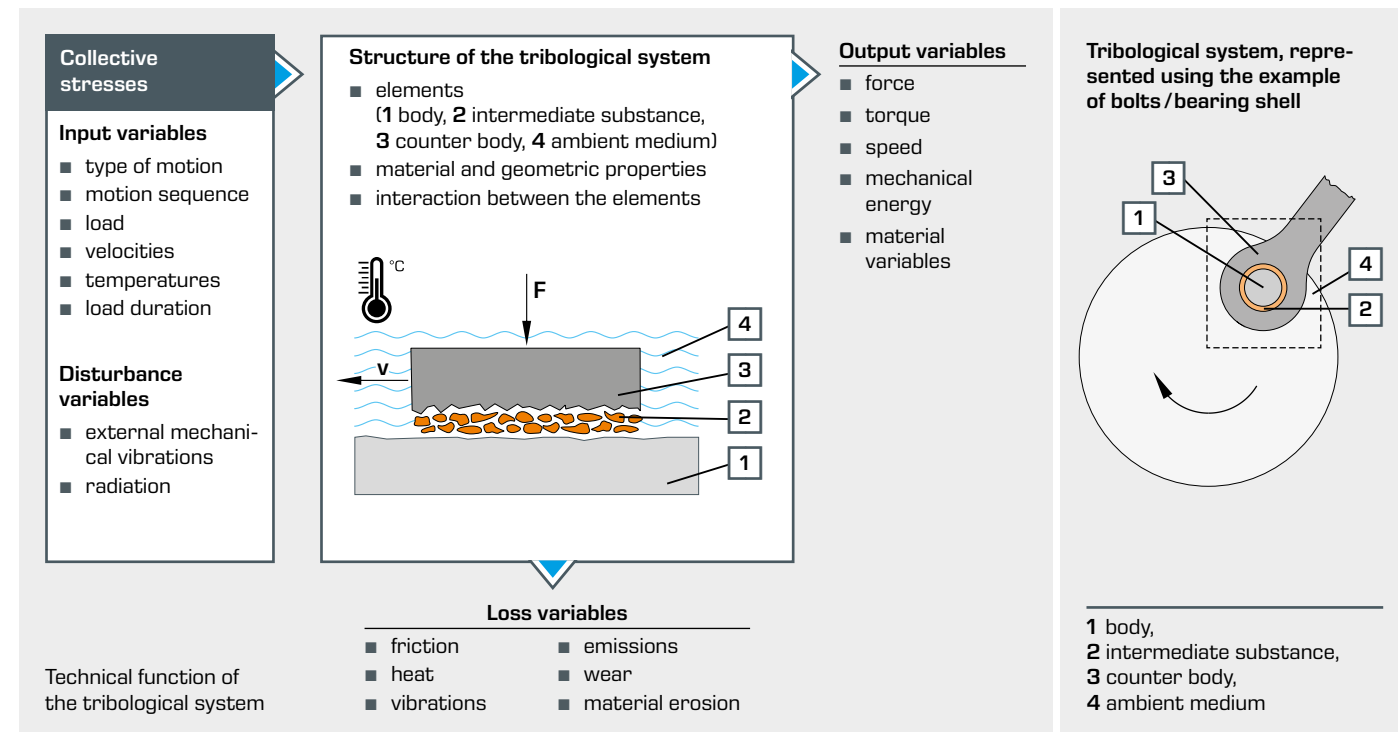 Collective
stresses
Input variables
■ type of motion
■ motion sequence
■ load
■ velocities
■ temperatures
■ load duration
Disturbance
variables
■ external mechani-
cal vibrations
■ radiation
Technical function of
the tribological system
Structure of the tribological system
■ elements
(1 body, 2 intermediate substance,
3 counter body, 4 ambient medium)
■ material and geometric properties
■ interaction between the elements
°C
F
v
4
3
2
1
Loss variables
■ friction
■ heat
■ vibrations
■ emissions
■ wear
■ material erosion
Output variables
■ force
■ torque
■ speed
■ mechanical
energy
■ material
variables
Tribological system, repre-
sented using the example
of bolts/bearing shell
3
1
4
2
1 body,
2 intermediate substance,
3 counter body,
4 ambient medium